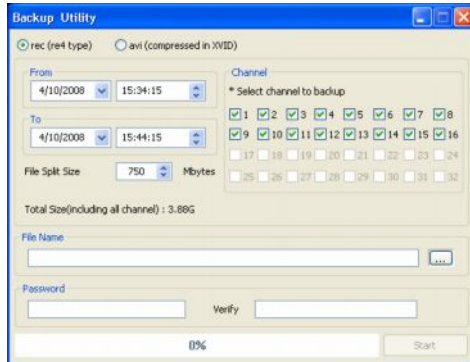 Backup Utility
rec (re4 type) avi (compressed in XVID)
From
4/10/2008 15:34:15
To
4/10/2008 15:44:15
File Split Size 750 Mbytes
Total Size(including all channel) : 3.88G
Channel
* Select channel to backup
1 2 3 4 5 6 7 8
9 10 11 12 13 14 15 16
17 18 19 20 21 22 23 24
25 26 27 28 29 30 31 32
File Name
...
Password
Verify
0% Start